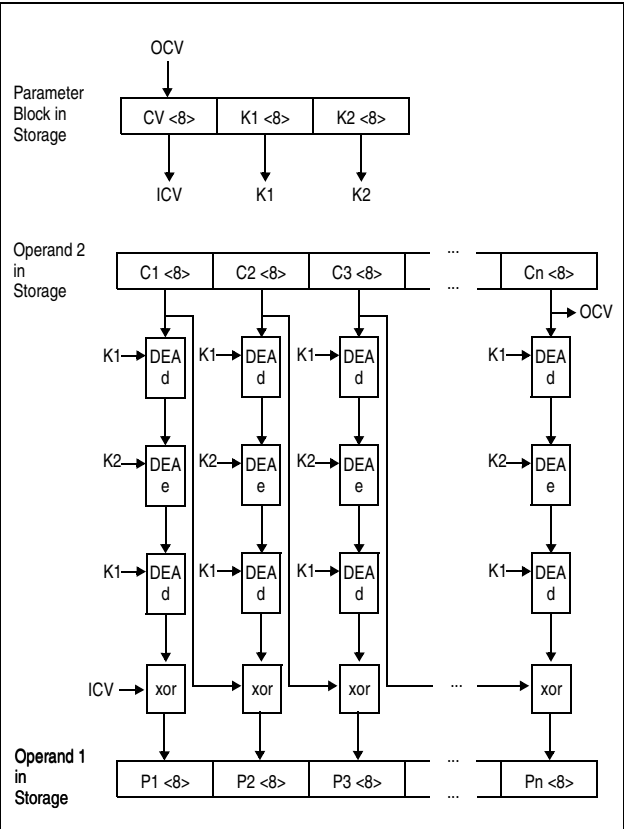 OCV
Parameter
Block in
Storage
CV <8> K1 <8> K2 <8>
ICV K1 K2
Operand 2
in
Storage
...
C1 <8> C2 <8> C3 <8> Cn <8>
...
OCV
K1 DEA d K1 DEA d K1 DEA d K1 DEA d
K2 DEA e K2 DEA e K2 DEA e K2 DEA e
K1 DEA d K1 DEA d K1 DEA d K1 DEA d
ICV xor xor xor ... xor
Operand 1
in
Storage
...
P1 <8> P2 <8> P3 <8> Pn <8>
...